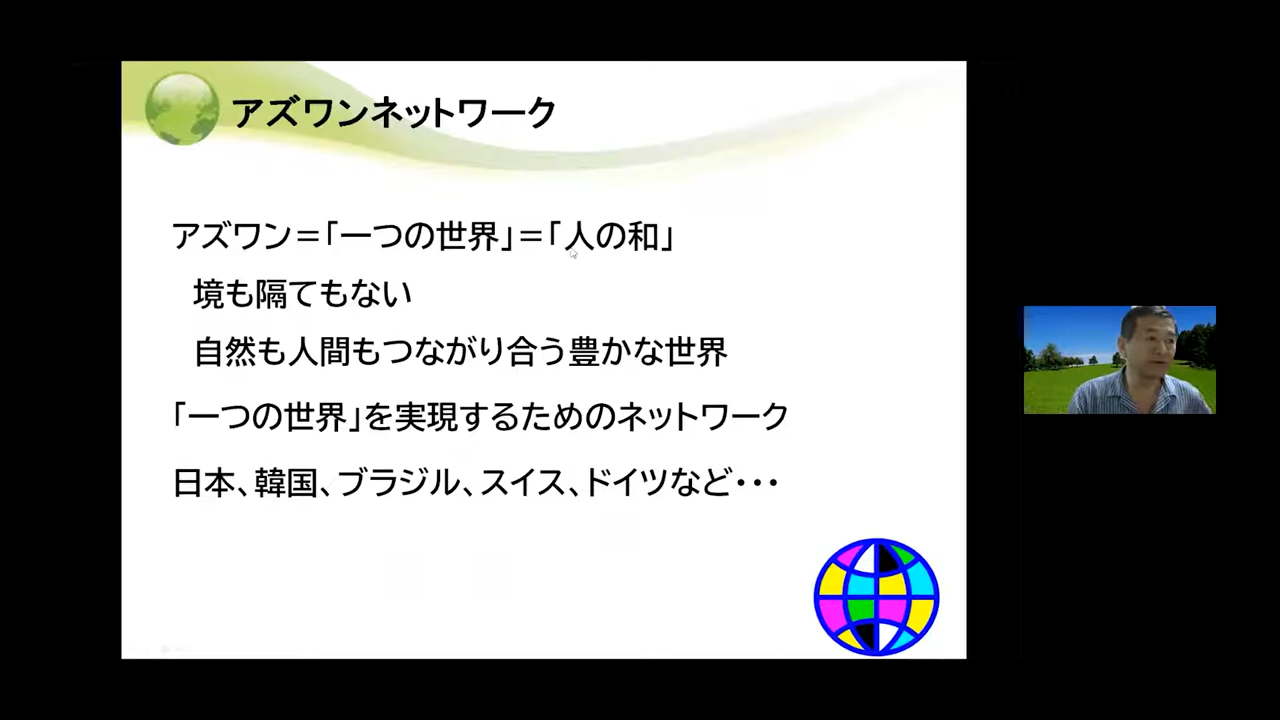 アズワンネットワーク
アズワン＝「一つの世界」＝「人の和」
境も隔てもない
自然も人間もつながり合う豊かな世界
「一つの世界」を実現するためのネットワーク
日本、韓国、ブラジル、スイス、ドイツなど・・・